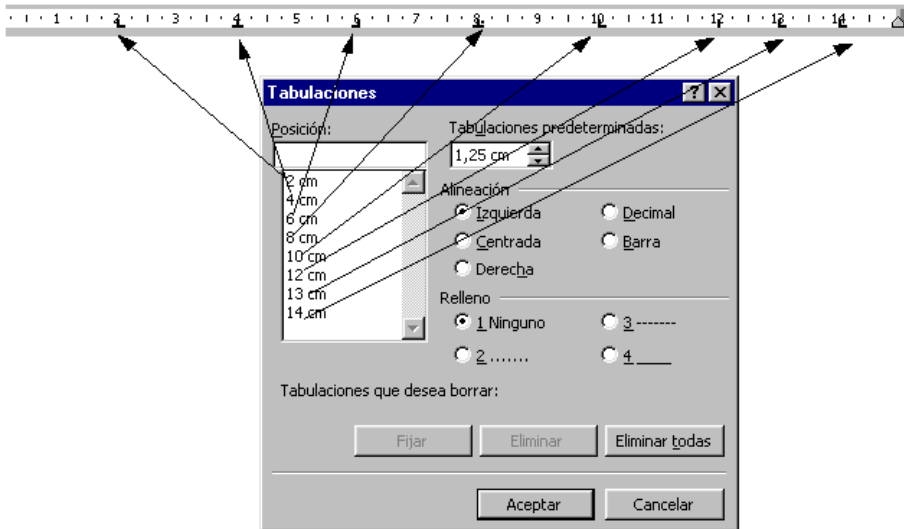 1 2 3 4 5 6 7 8 9 10 11 12 13 14
Tabulaciones
Posición: Tabulaciones predeterminadas:
1,25 cm
2 cm
4 cm
6 cm
8 cm
10 cm
12 cm
13 cm
14 cm
Alineación
Izquierda Decimal
Centrada Barra
Derecha
Relleno
1 Ninguno 3 -------
2 ....... 4 ____
Tabulaciones que desea borrar:
Fijar Eliminar Eliminar todas
Aceptar Cancelar